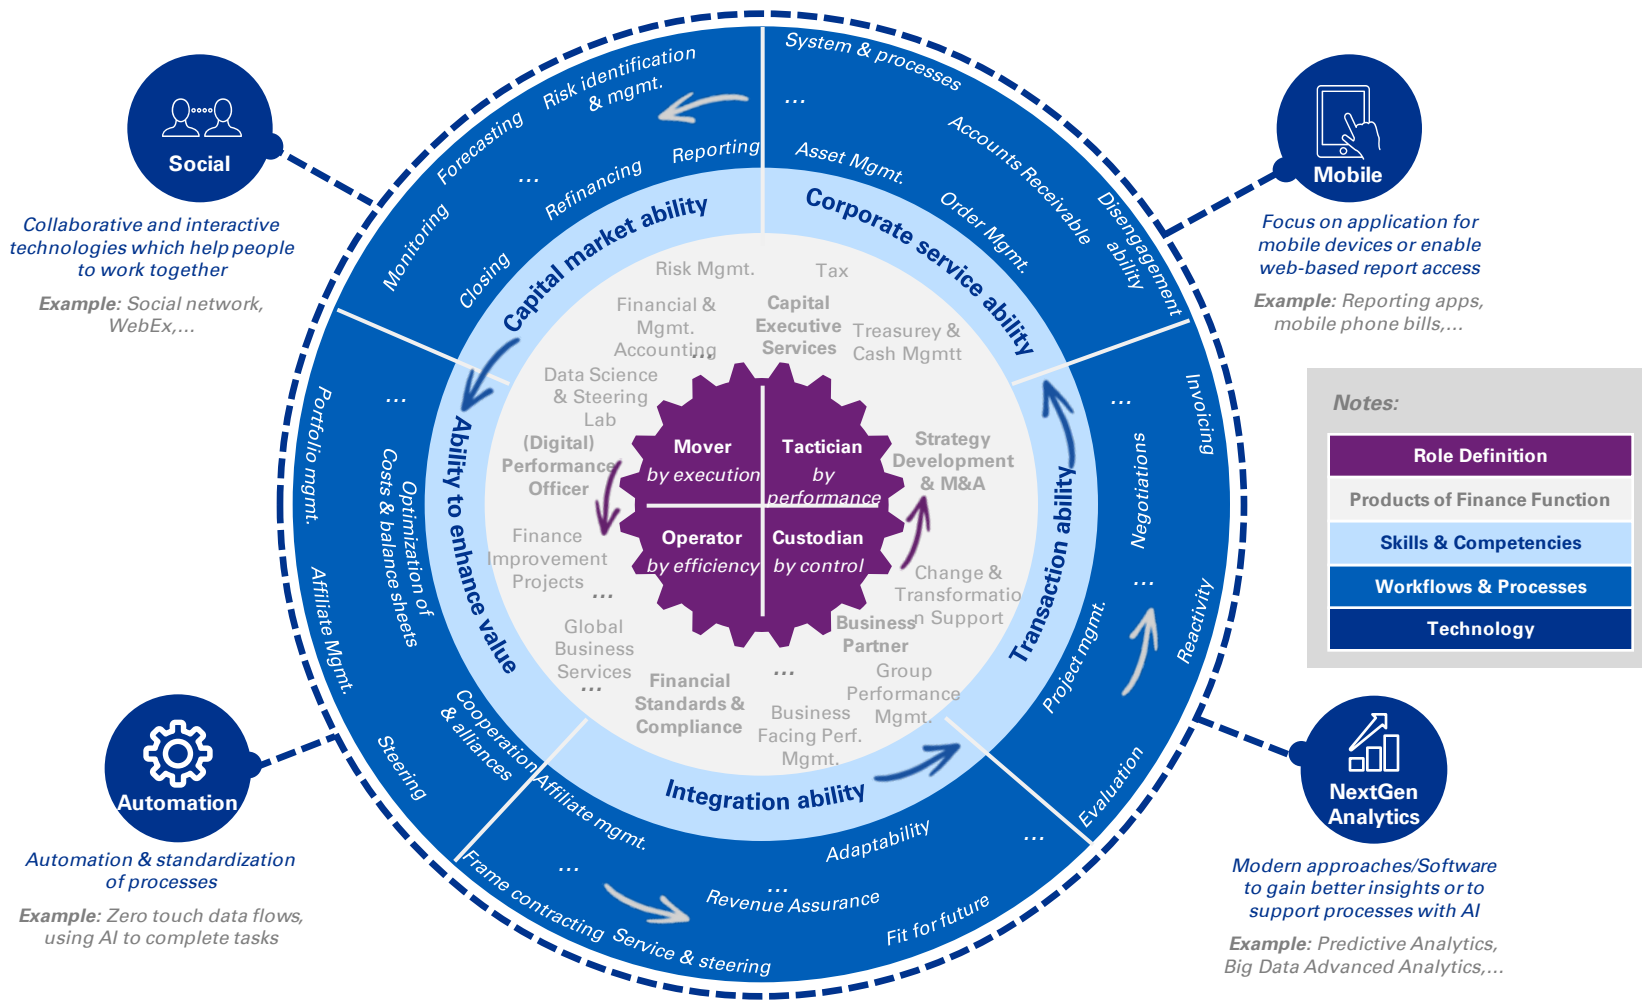 Social
Collaborative and interactive
technologies which help people
to work together
Example: Social network,
WebEx,...
Mobile
Focus on application for
mobile devices or enable
web-based report access
Example: Reporting apps,
mobile phone bills,...
Automation
Automation & standardization
of processes
Example: Zero touch data flows,
using AI to complete tasks
NextGen
Analytics
Modern approaches/Software
to gain better insights or to
support processes with AI
Example: Predictive Analytics,
Big Data Advanced Analytics,...
Notes:
Role Definition
Products of Finance Function
Skills & Competencies
Workflows & Processes
Technology
Risk identification
& mgmt.
Forecasting
...
Reporting
Refinancing
Monitoring
Closing
System & processes
...
Asset Mgmt.
Accounts Receivable
Order Mgmt.
Disengagement
ability
Invoicing
...
Negotiations
...
Reactivity
Project mgmt.
Evaluation
Affiliate mgmt.
...
Frame contracting
Service & steering
...
Revenue Assurance
Adaptability
...
Fit for future
Portfolio mgmt.
...
Optimization of
Costs & balance sheets
Affiliate Mgmt.
Cooperation
& alliances
Steering
Capital market ability
Corporate service ability
Transaction ability
Integration ability
Ability to enhance value
Risk Mgmt.
Tax
Financial &
Mgmt.
Accounting
...
Capital
Executive
Services
Treasurey &
Cash Mgmtt
Data Science
& Steering
Lab
(Digital)
Performance
Officer
Strategy
Development
& M&A
Finance
Improvement
Projects
...
Change &
Transformatio
n Support
Global
Business
Services
...
Business
Partner
Financial
Standards &
Compliance
...
Group
Performance
Mgmt.
Business
Facing Perf.
Mgmt.
Mover
by execution
Tactician
by
performance
Operator
by efficiency
Custodian
by control